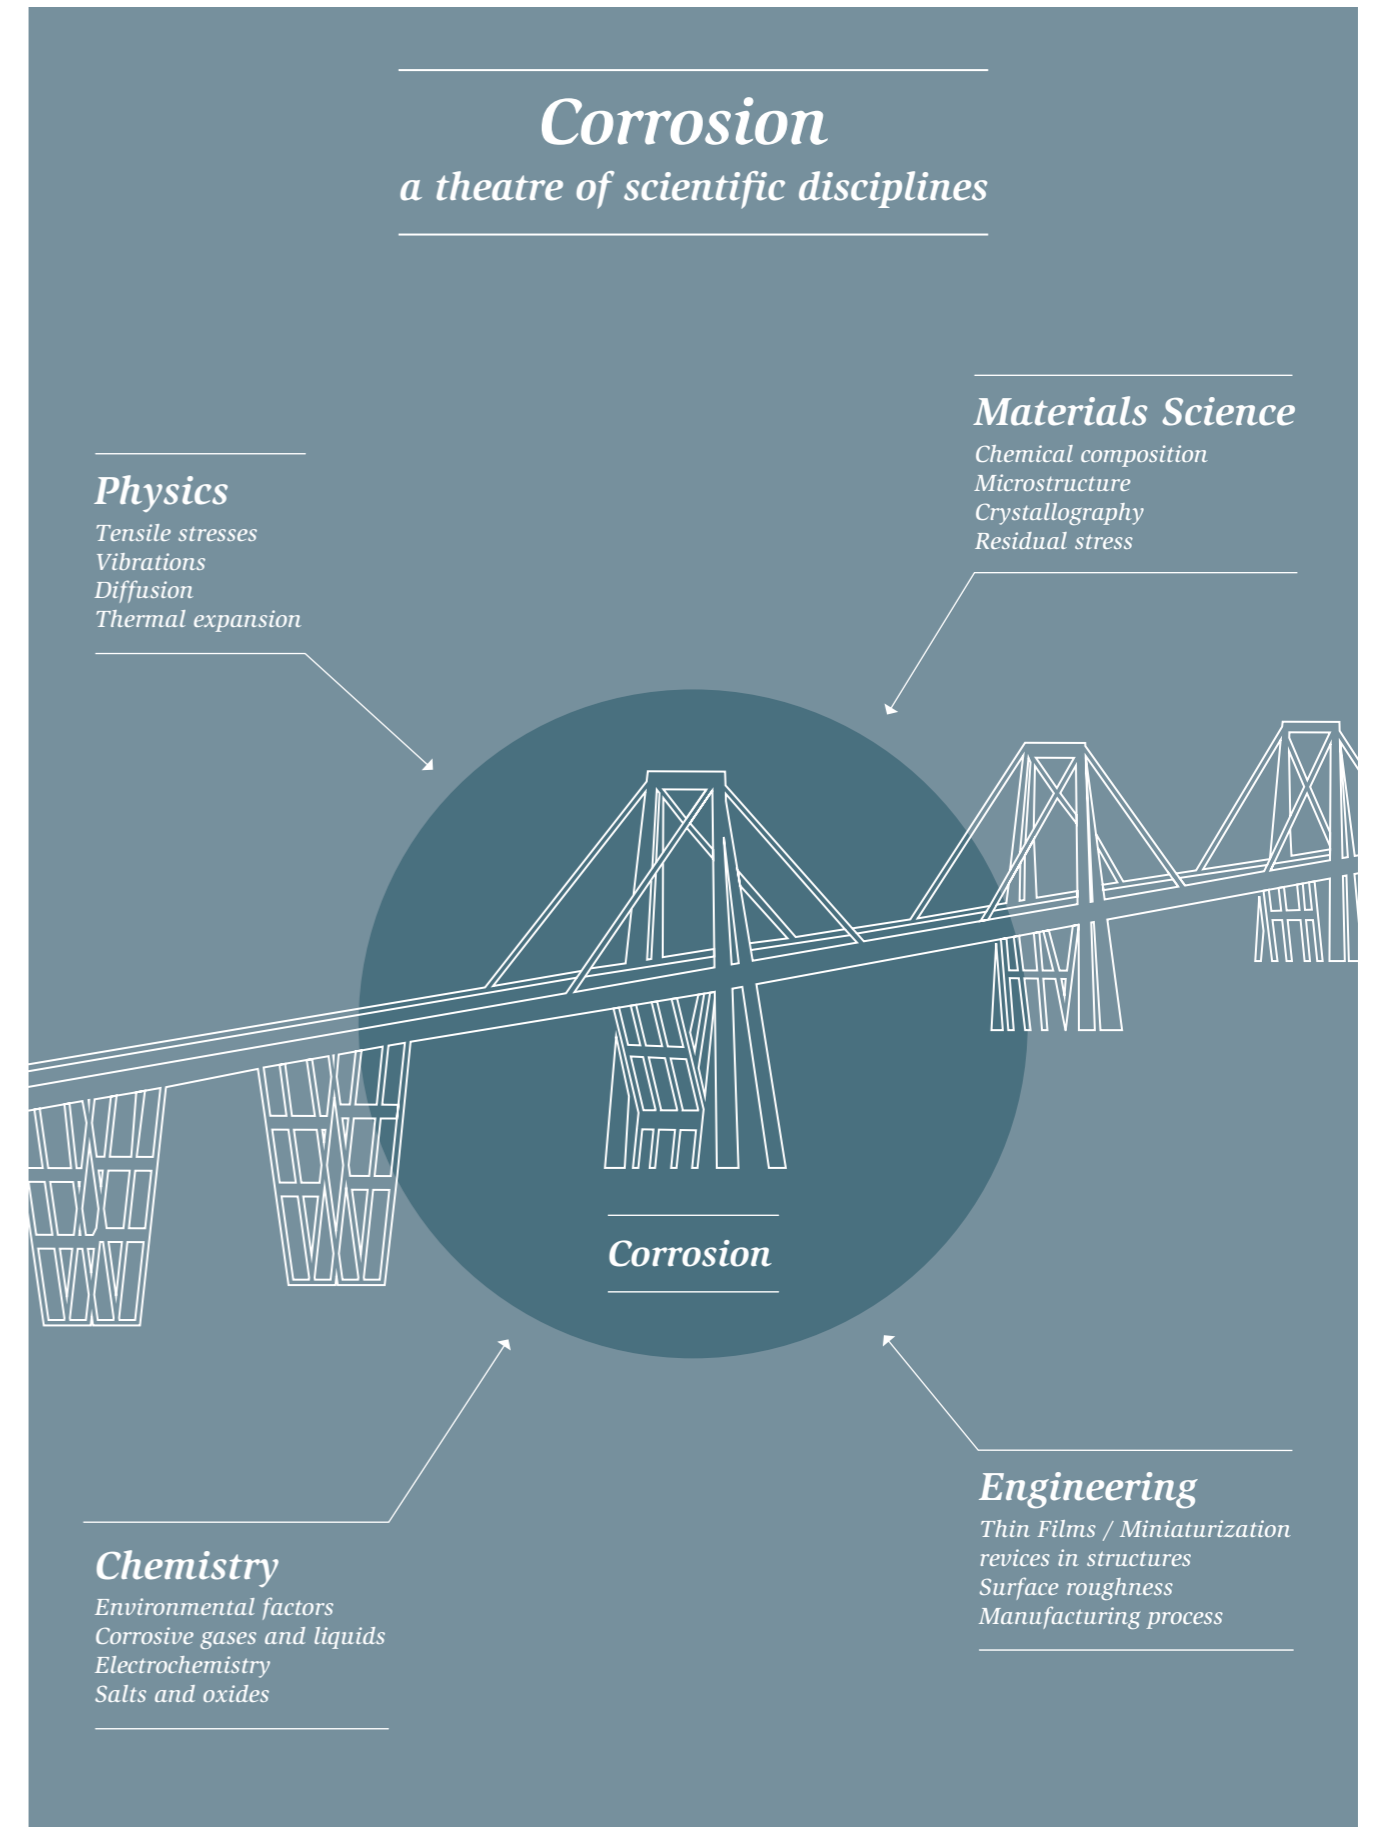 Corrosion
a theatre of scientific disciplines
Materials Science
Chemical composition
Microstructure
Crystallography
Residual stress
Physics
Tensile stresses
Vibrations
Diffusion
Thermal expansion
Corrosion
Engineering
Thin Films / Miniaturization
revices in structures
Surface roughness
Manufacturing process
Chemistry
Environmental factors
Corrosive gases and liquids
Electrochemistry
Salts and oxides